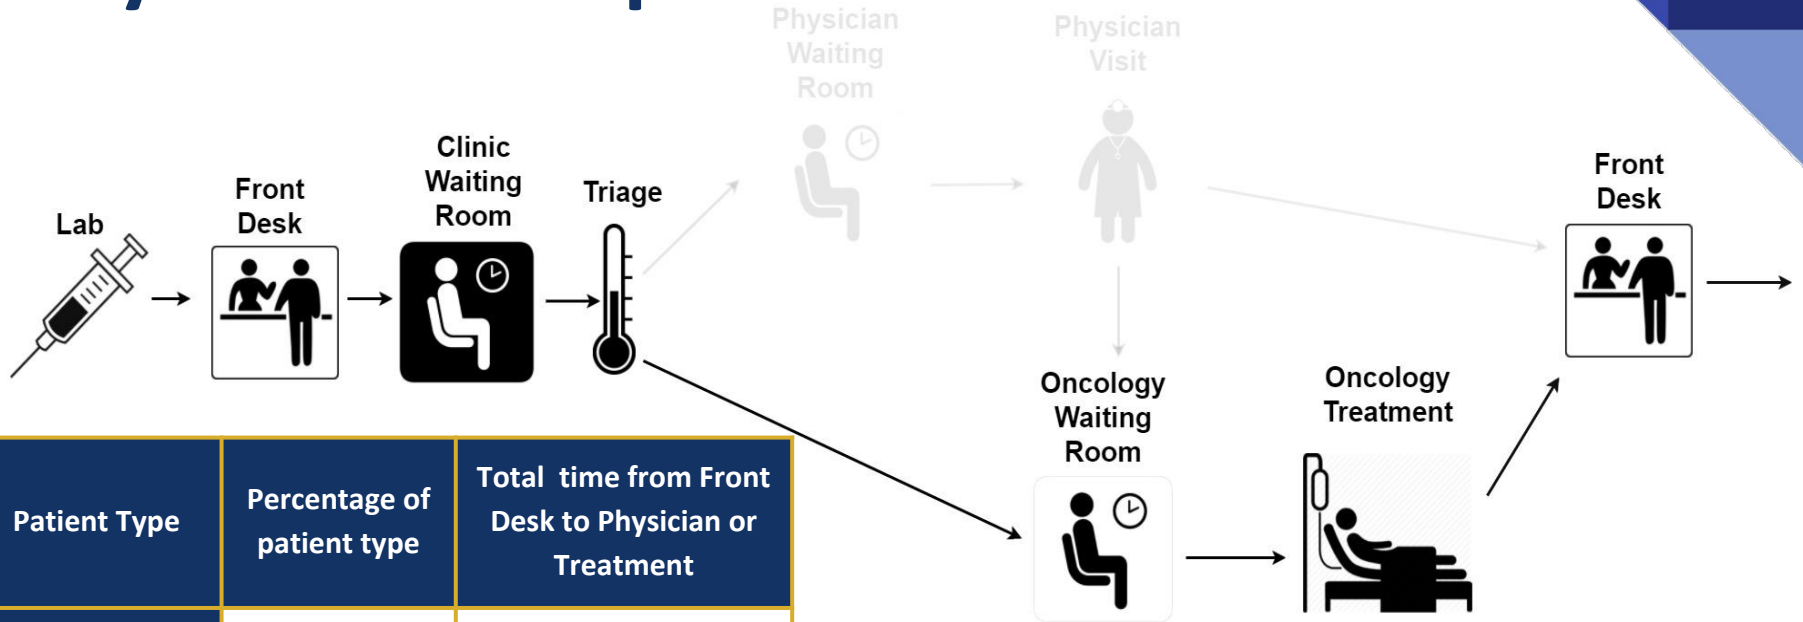 Physician
Waiting
Room
Physician
Visit
Lab
Front
Desk
Clinic
Waiting
Room
Triage
Front
Desk
Oncology
Waiting
Room
Oncology
Treatment
Patient Type
Percentage of
patient type
Total time from Front
Desk to Physician or
Treatment